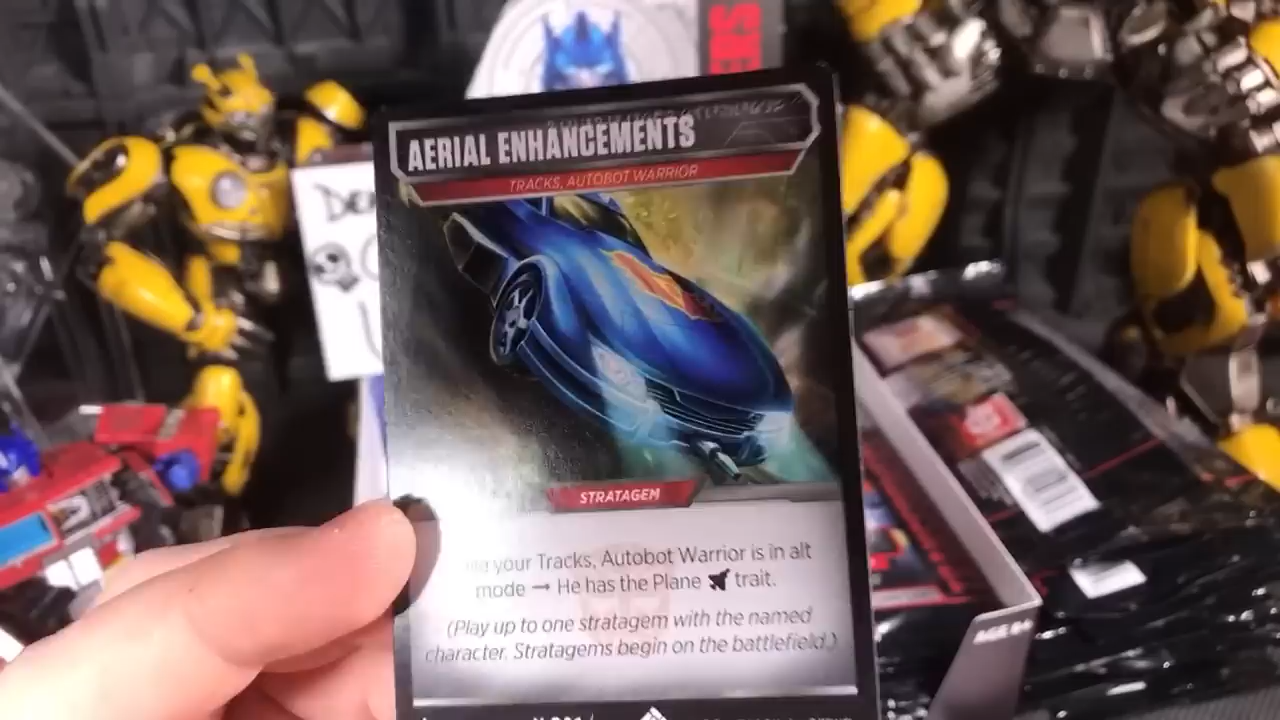 AERIAL ENHANCEMENTS
TRACKS, AUTOBOT WARRIOR
STRATAGEM
your Tracks, Autobot Warrior is in alt
mode → He has the Plane trait.
(Play up to one stratagem with the named
character. Stratagems begin on the battlefield.)
AGE 8+